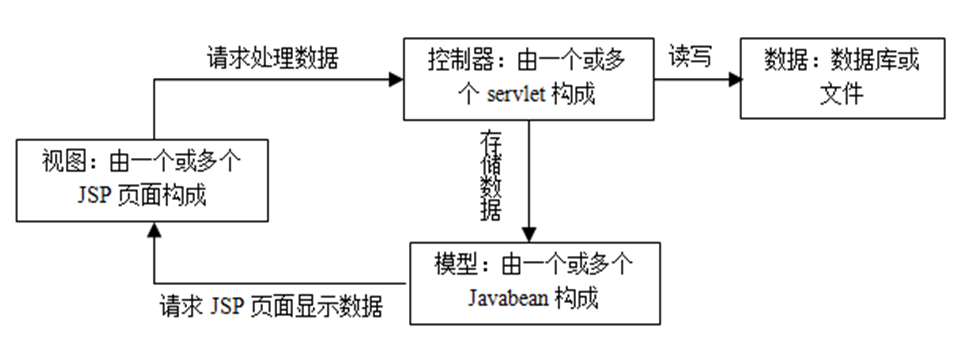 请求处理数据
控制器：由一个或多
个 servlet 构成
读写
数据：数据库或
文件
存储数据
视图：由一个或多个
JSP 页面构成
模型：由一个或多个
Javabean 构成
请求 JSP 页面显示数据